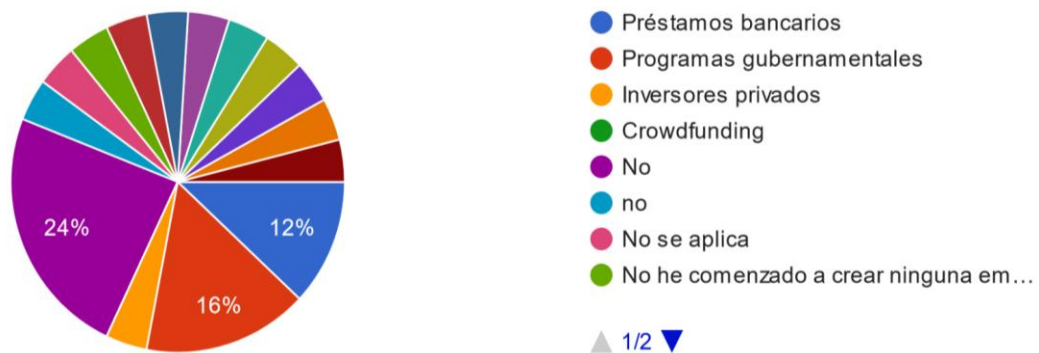 24%
12%
16%
Préstamos bancarios
Programas gubernamentales
Inversores privados
Crowdfunding
No
no
No se aplica
No he comenzado a crear ninguna em…
1/2